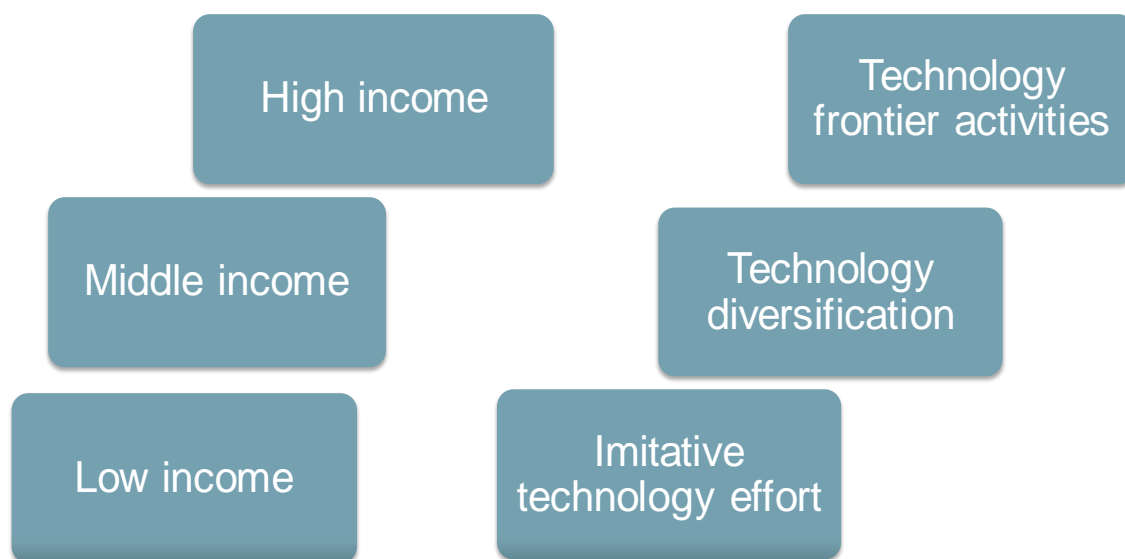 High income
Technology
frontier activities
Middle income
Technology
diversification
Low income
Imitative
technology effort